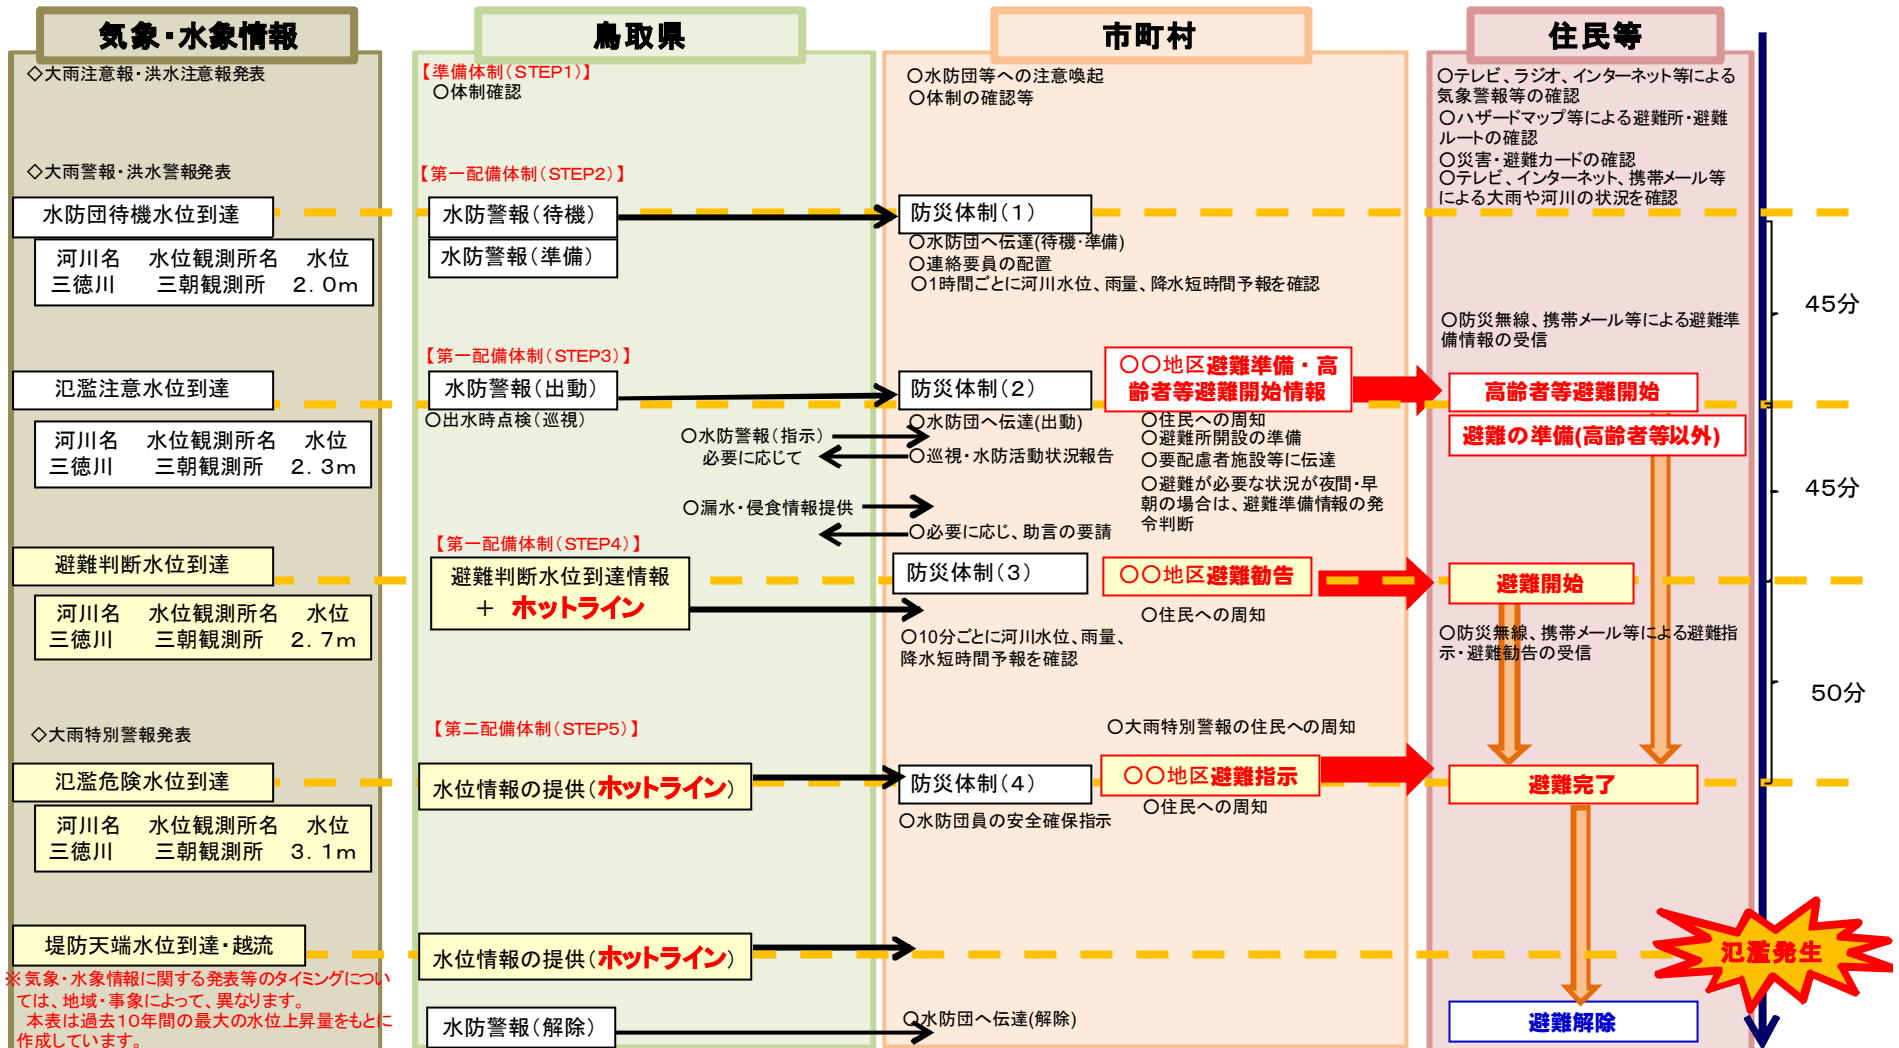 気象・水象情報
◇大雨注意報・洪水注意報発表
◇大雨警報・洪水警報発表
水防団待機水位到達
河川名　水位観測所名　水位
三徳川　三朝観測所　２．０ｍ
氾濫注意水位到達
河川名　水位観測所名　水位
三徳川　三朝観測所　２．３ｍ
避難判断水位到達
河川名　水位観測所名　水位
三徳川　三朝観測所　２．７ｍ
◇大雨特別警報発表
氾濫危険水位到達
河川名　水位観測所名　水位
三徳川　三朝観測所　３．１ｍ
堤防天端水位到達・越流
※気象・水象情報に関する発表等のタイミングについ
ては、地域・事象によって、異なります。
本表は過去１０年間の最大の水位上昇量をもとに
作成しています。
鳥取県
【準備体制（STEP1）】
○体制確認
【第一配備体制（STEP2）】
水防警報（待機）
水防警報（準備）
【第一配備体制（STEP3）】
水防警報（出動）
○出水時点検（巡視）
○水防警報（指示）
必要に応じて
○漏水・侵食情報提供
【第一配備体制（STEP4）】
避難判断水位到達情報
＋ ホットライン
【第二配備体制（STEP5）】
水位情報の提供（ホットライン）
水位情報の提供（ホットライン）
水防警報（解除）
市町村
○水防団等への注意喚起
○体制の確認等
防災体制（１）
○水防団へ伝達(待機・準備)
○連絡要員の配置
○1時間ごとに河川水位、雨量、降水短時間予報を確認
防災体制（２）
○水防団へ伝達(出動)
○巡視・水防活動状況報告
○必要に応じ、助言の要請
○○地区避難準備・高
齢者等避難開始情報
○住民への周知
○避難所開設の準備
○要配慮者施設等に伝達
○避難が必要な状況が夜間・早
朝の場合は、避難準備情報の発
令判断
防災体制（３）
○○地区避難勧告
○住民への周知
○10分ごとに河川水位、雨量、
降水短時間予報を確認
○大雨特別警報の住民への周知
防災体制（４）
○○地区避難指示
○住民への周知
○水防団員の安全確保指示
○水防団へ伝達(解除)
住民等
○テレビ、ラジオ、インターネット等による
気象警報等の確認
○ハザードマップ等による避難所・避難
ルートの確認
○災害・避難カードの確認
○テレビ、インターネット、携帯メール等
による大雨や河川の状況を確認
○防災無線、携帯メール等による避難準
備情報の受信
高齢者等避難開始
避難の準備(高齢者等以外)
避難開始
○防災無線、携帯メール等による避難指
示・避難勧告の受信
避難完了
避難解除
45分
45分
50分
氾濫発生